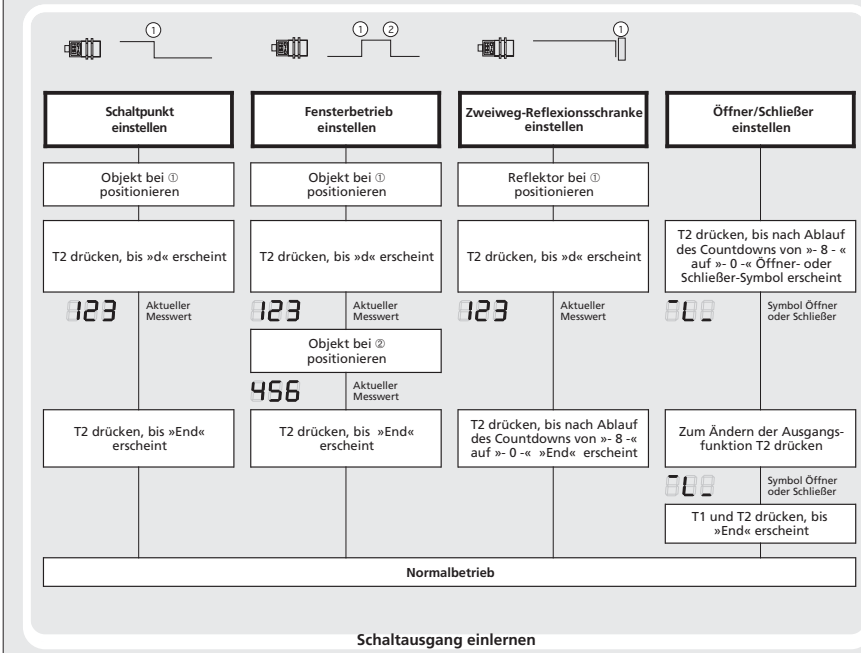 ①
① ②
①
Schaltpunkt
einstellen
Objekt bei ①
positionieren
T2 drücken, bis »d« erscheint
123
Aktueller
Messwert
T2 drücken, bis »End«
erscheint
Fensterbetrieb
einstellen
Objekt bei ①
positionieren
T2 drücken, bis »d« erscheint
123
Aktueller
Messwert
Objekt bei ②
positionieren
456
Aktueller
Messwert
T2 drücken, bis »End«
erscheint
Zweiweg-Reflexionsschranke
einstellen
Reflektor bei ①
positionieren
T2 drücken, bis »d« erscheint
123
Aktueller
Messwert
T2 drücken, bis nach Ablauf
des Countdowns von »- 8 -«
auf »- 0 -« »End« erscheint
Öffner/Schließer
einstellen
T2 drücken, bis nach Ablauf
des Countdowns von »- 8 - «
auf »- 0 -« Öffner- oder
Schließer-Symbol erscheint
Symbol Öffner
oder Schließer
Zum Ändern der Ausgangs-
funktion T2 drücken
Symbol Öffner
oder Schließer
T1 und T2 drücken, bis
»End« erscheint
Normalbetrieb
Schaltausgang einlernen